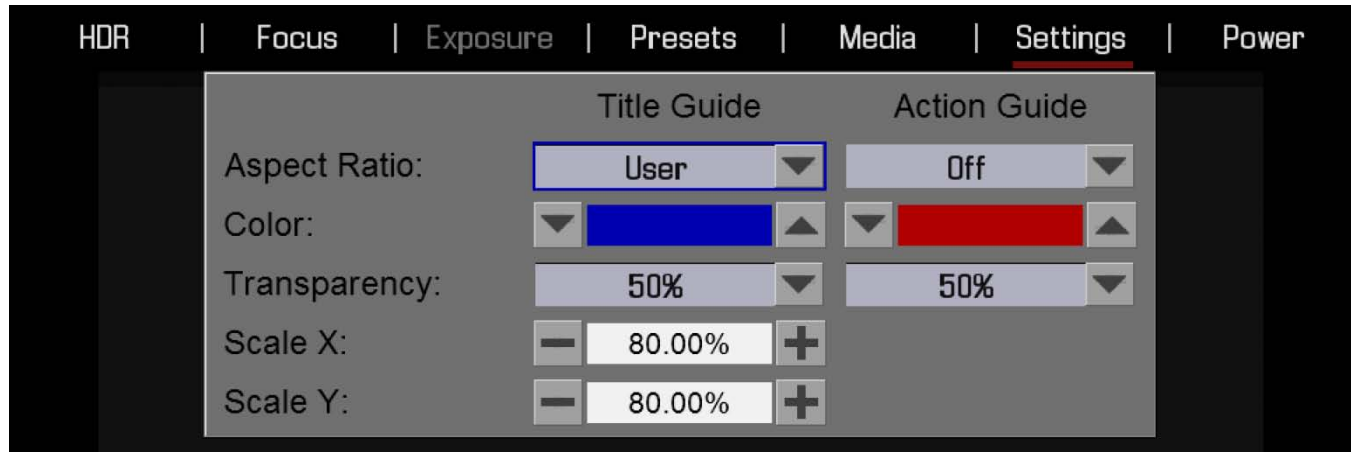 HDR | Focus | Exposure | Presets | Media | Settings | Power
Title Guide Action Guide
Aspect Ratio: User Off
Color:
Transparency: 50% 50%
Scale X: 80.00%
Scale Y: 80.00%